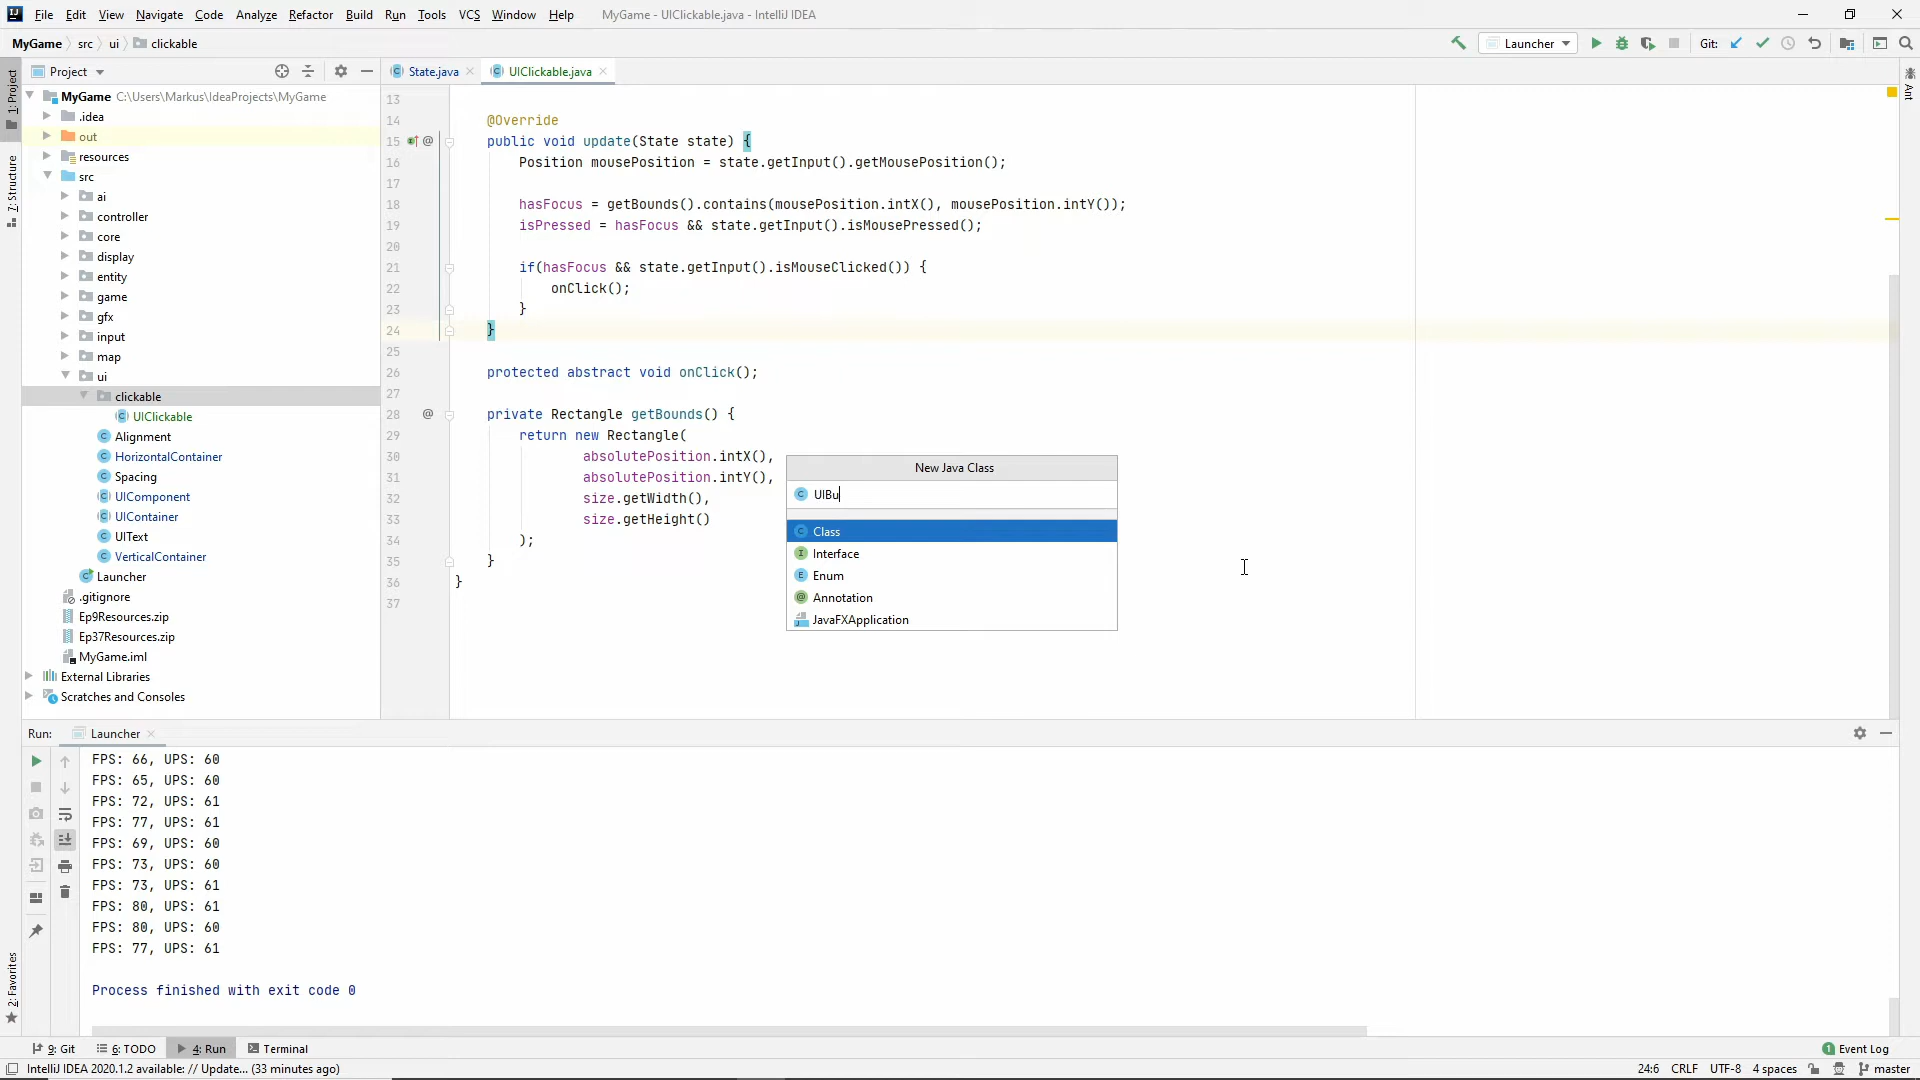 File Edit View Navigate Code Analyze Refactor Build Run Tools VCS Window Help MyGame - UIClickable.java - IntelliJ IDEA
MyGame src ui clickable Launcher Git:
Project State.java UIClickable.java
1: Project
7: Structure
2: Favorites
Ant
MyGame C:\Users\Markus\IdeaProjects\MyGame
.idea
out
resources
src
ai
controller
core
display
entity
game
gfx
input
map
ui
clickable
UIClickable
Alignment
HorizontalContainer
Spacing
UIComponent
UIContainer
UIText
VerticalContainer
Launcher
.gitignore
Ep9Resources.zip
Ep37Resources.zip
MyGame.iml
External Libraries
Scratches and Consoles
13
14 @Override
15 @ public void update(State state) {
16 Position mousePosition = state.getInput().getMousePosition();
17
18 hasFocus = getBounds().contains(mousePosition.intX(), mousePosition.intY());
19 isPressed = hasFocus && state.getInput().isMousePressed();
20
21 if(hasFocus && state.getInput().isMouseClicked()) {
22 onClick();
23 }
24 }
25
26 protected abstract void onClick();
27
28 @ private Rectangle getBounds() {
29 return new Rectangle(
30 absolutePosition.intX(),
31 absolutePosition.intY(),
32 size.getWidth(),
33 size.getHeight()
34 );
35 }
36 }
37
New Java Class
UIBu
Class
Interface
Enum
Annotation
JavaFXApplication
Run: Launcher
FPS: 66, UPS: 60
FPS: 65, UPS: 60
FPS: 72, UPS: 61
FPS: 77, UPS: 61
FPS: 69, UPS: 60
FPS: 73, UPS: 60
FPS: 73, UPS: 61
FPS: 80, UPS: 61
FPS: 80, UPS: 60
FPS: 77, UPS: 61
Process finished with exit code 0
9: Git 6: TODO 4: Run Terminal 1 Event Log
IntelliJ IDEA 2020.1.2 available: // Update... (33 minutes ago) 24:6 CRLF UTF-8 4 spaces master